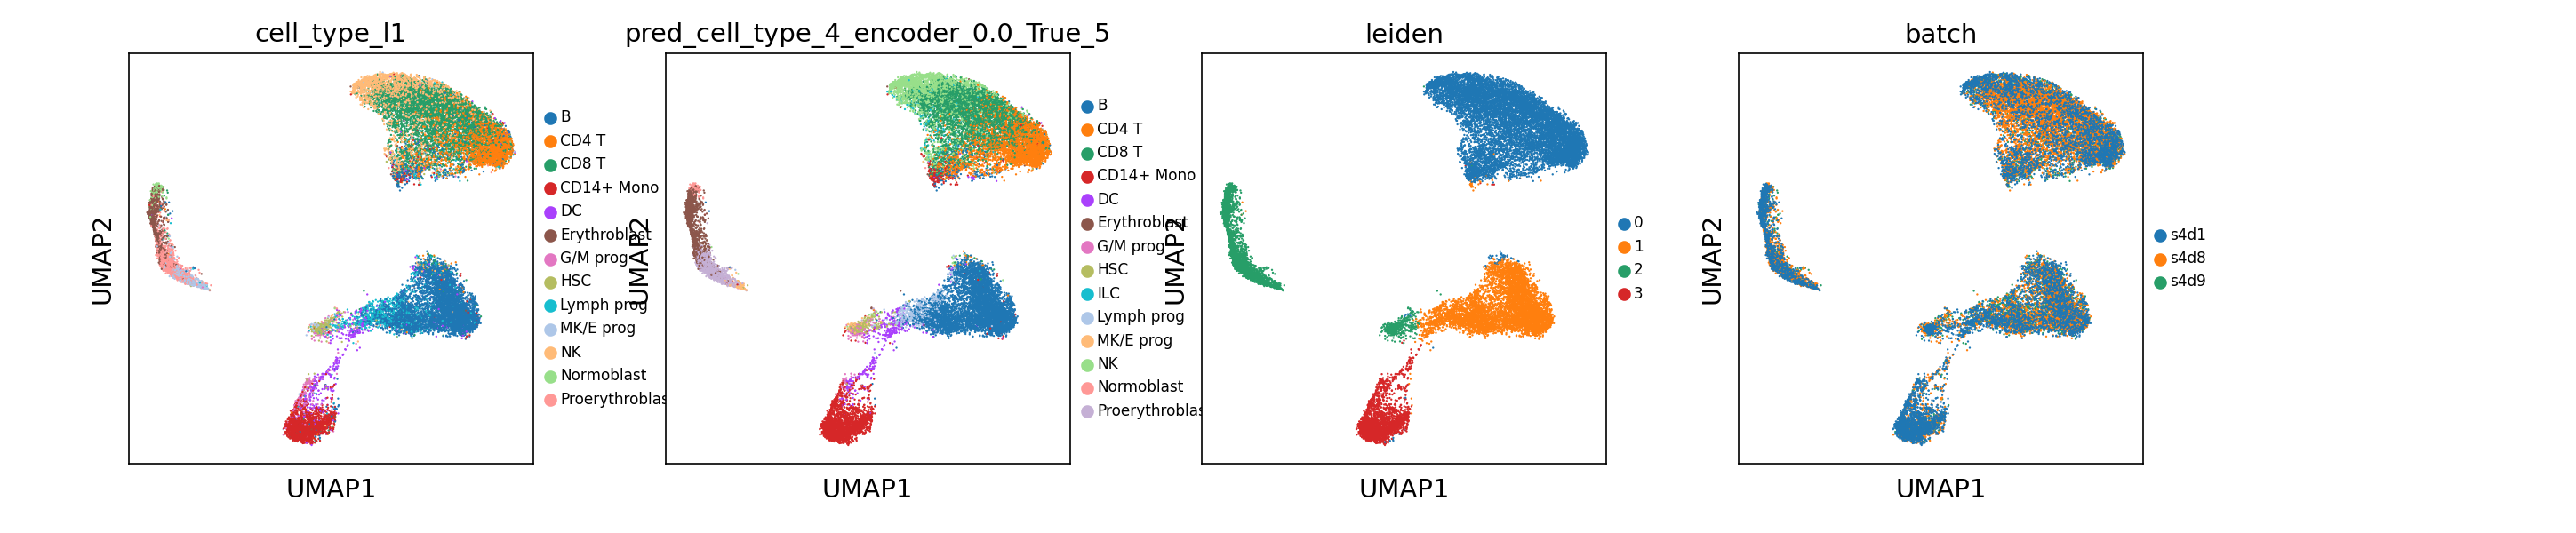 cell_type_l1
UMAP2
UMAP1
B
CD4 T
CD8 T
CD14+ Mono
DC
Erythroblast
G/M prog
HSC
Lymph prog
MK/E prog
NK
Normoblast
Proerythroblas
pred_cell_type_4_encoder_0.0_True_5
UMAP2
UMAP1
B
CD4 T
CD8 T
CD14+ Mono
DC
Erythroblast
G/M prog
HSC
ILC
Lymph prog
MK/E prog
NK
Normoblast
Proerythroblas
leiden
UMAP2
UMAP1
0
1
2
3
batch
UMAP2
UMAP1
s4d1
s4d8
s4d9